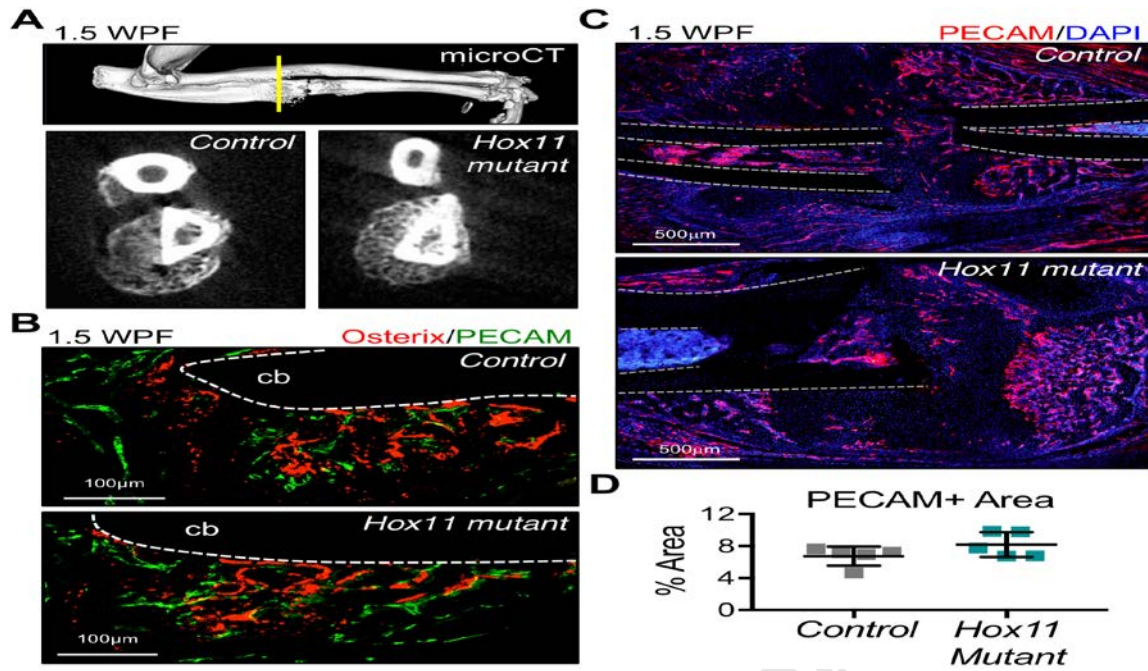 A
1.5 WPF
microCT
Control
Hox11
mutant
B
1.5 WPF
Osterix/PECAM
Control
cb
100μm
Hox11 mutant
cb
100μm
C
1.5 WPF
PECAM/DAPI
Control
500μm
Hox11 mutant
500μm
D
PECAM+ Area
% Area
12
8
4
0
Control
Hox11
Mutant